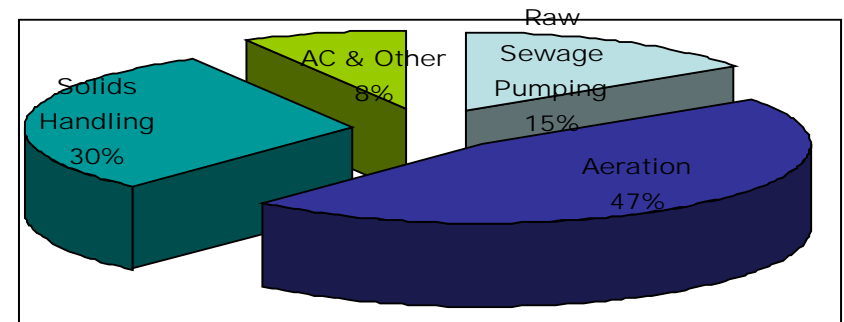 Raw
Sewage
Pumping
15%
AC & Other
8%
Solids
Handling
30%
Aeration
47%